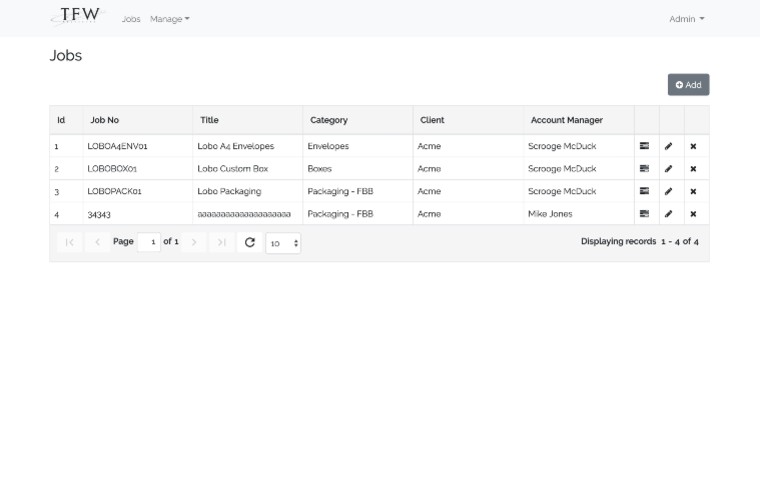 TFW Jobs Manage Admin
Jobs
Add
Id Job No Title Category Client Account Manager
1 LOBOA4ENV01 Lobo A4 Envelopes Envelopes Acme Scrooge McDuck
2 LOBOBOX01 Lobo Custom Box Boxes Acme Scrooge McDuck
3 LOBOPACK01 Lobo Packaging Packaging - FBB Acme Scrooge McDuck
4 34343 aaaaaaaaaaaaaaaaaaaa Packaging - FBB Acme Mike Jones
Page 1 of 1 10 Displaying records 1 - 4 of 4